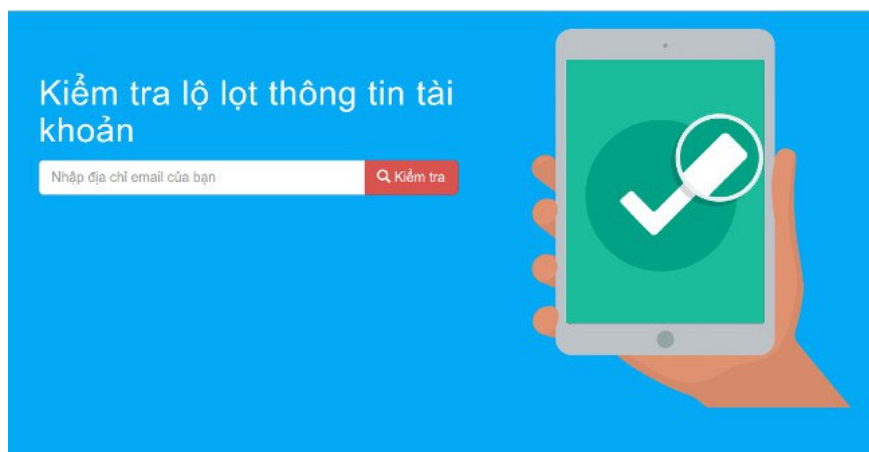 Kiểm tra lộ lọt thông tin tài
khoản
Nhập địa chỉ email của bạn
Kiểm tra